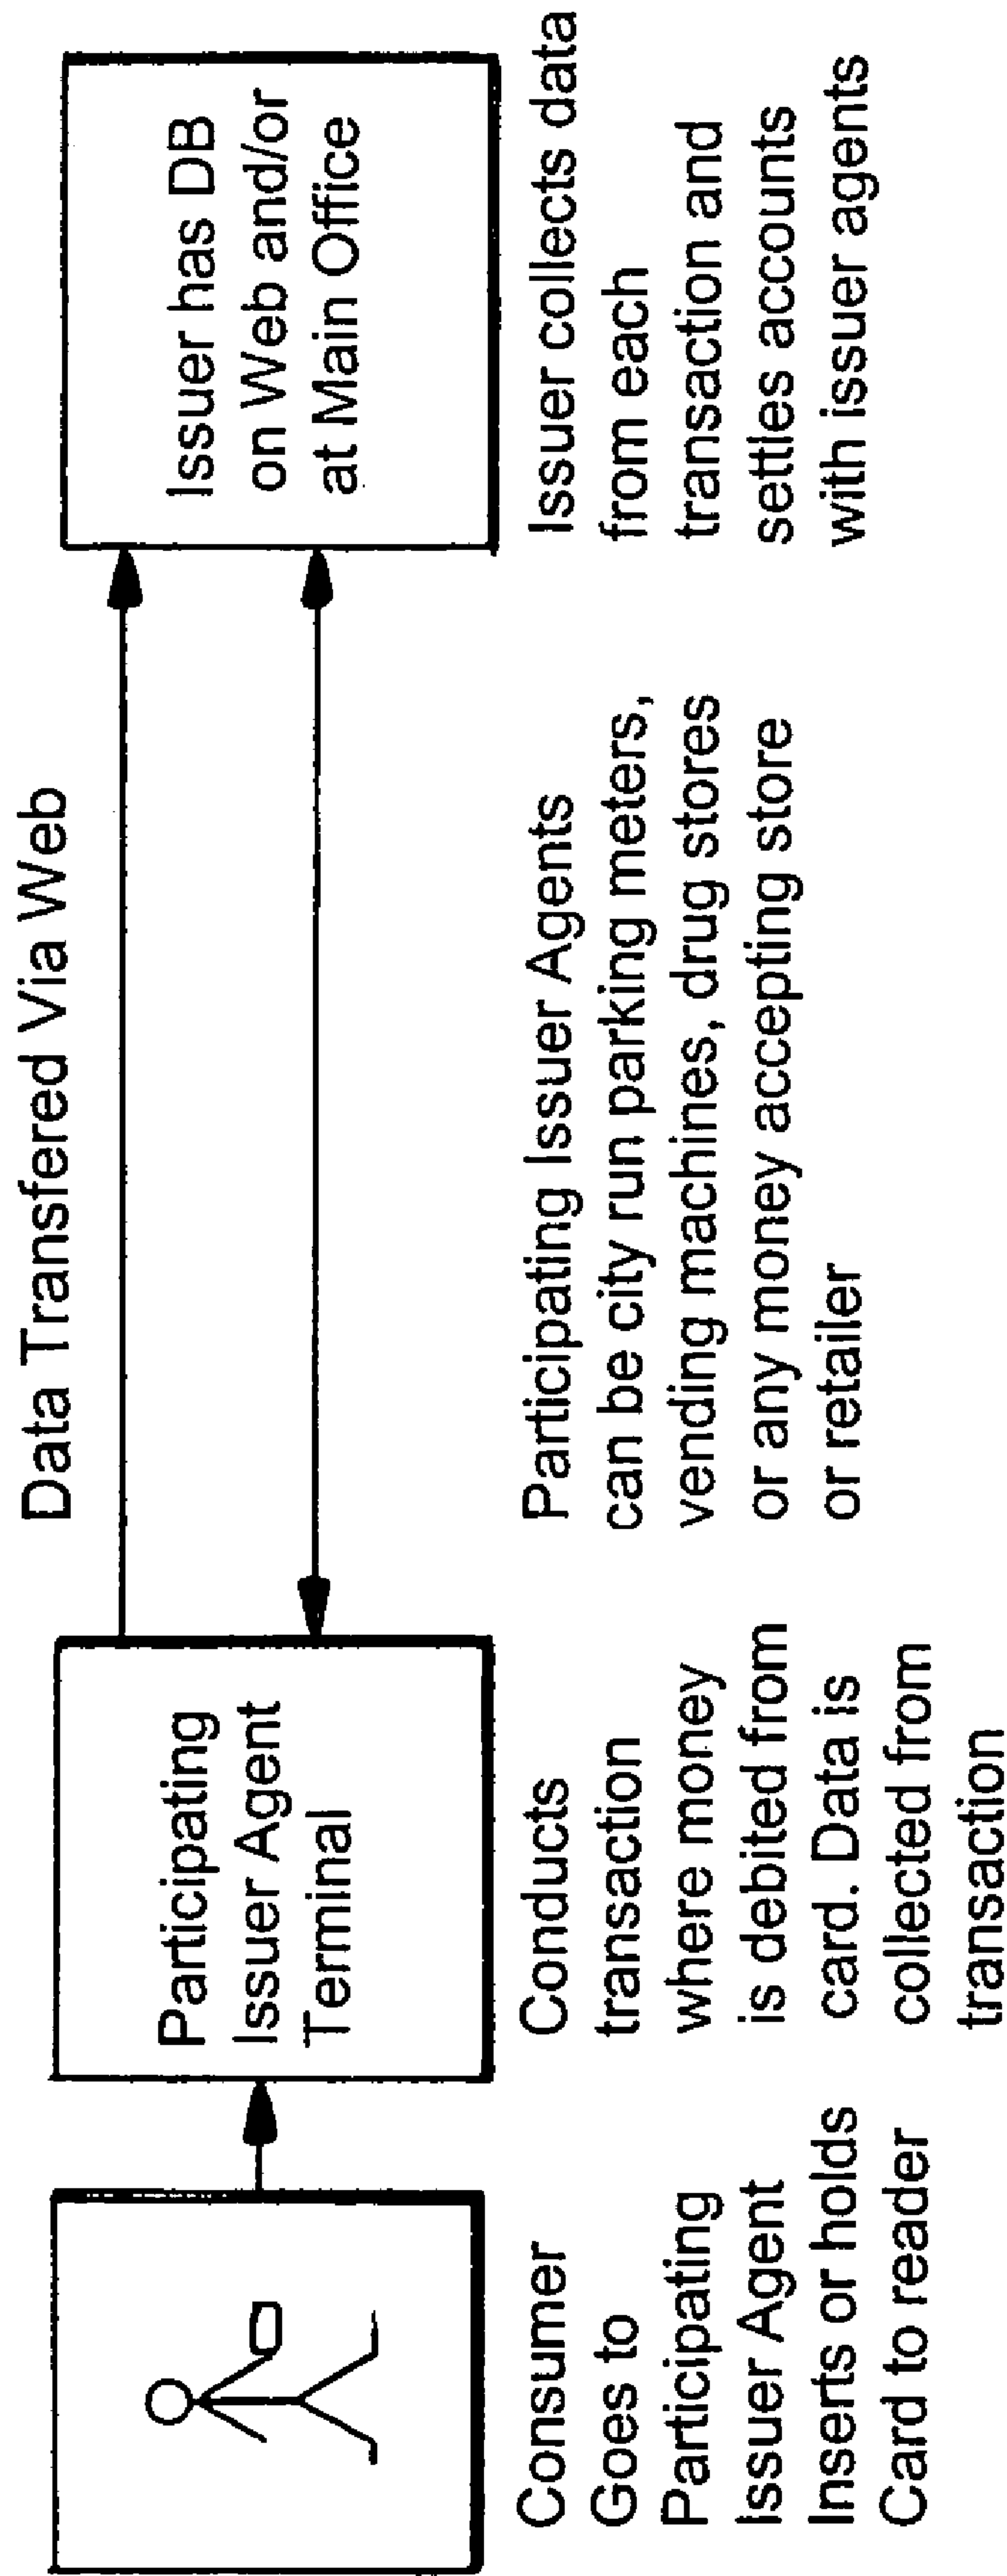 Data Transfered Via Web
Participating
Issuer Agent
Terminal
Issuer has DB
on Web and/or
at Main Office
Consumer
Goes to
Participating
Issuer Agent
Inserts or holds
Card to reader
Conducts
transaction
where money
is debited from
card. Data is
collected from
transaction
Participating Issuer Agents
can be city run parking meters,
vending machines, drug stores
or any money accepting store
or retailer
Issuer collects data
from each
transaction and
settles accounts
with issuer agents